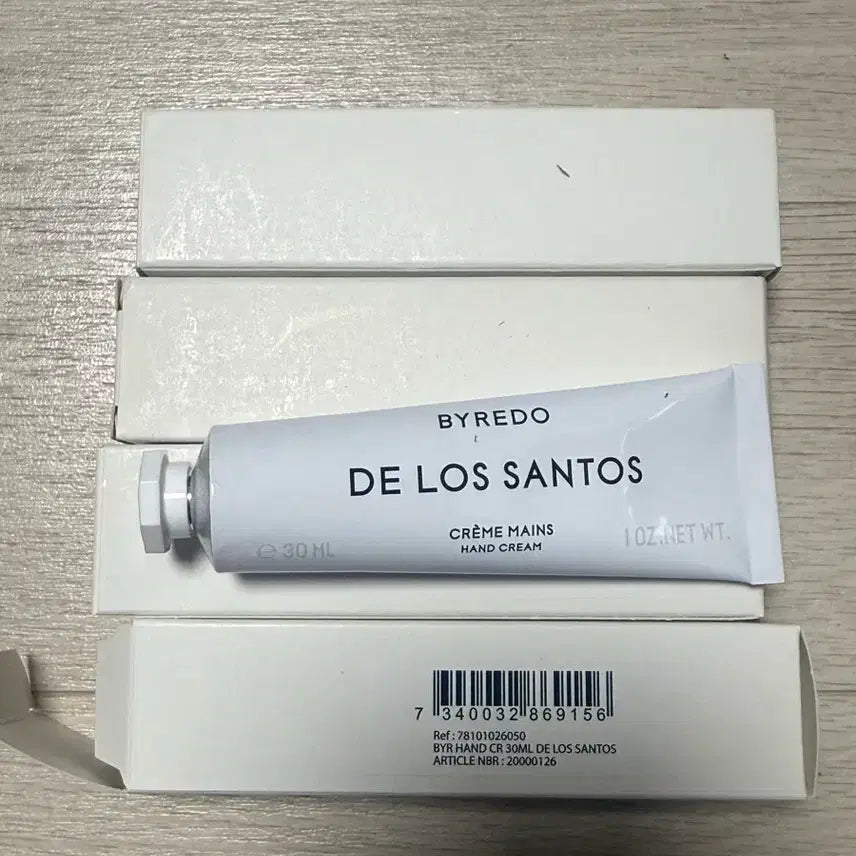 BYREDO
DE LOS SANTOS
CRÈME MAINS
HAND CREAM
℮ 30 ML
1 OZ. NET WT.
7 340032 869156
Ref : 78101026050
BYR HAND CR 30ML DE LOS SANTOS
ARTICLE NBR : 20000126